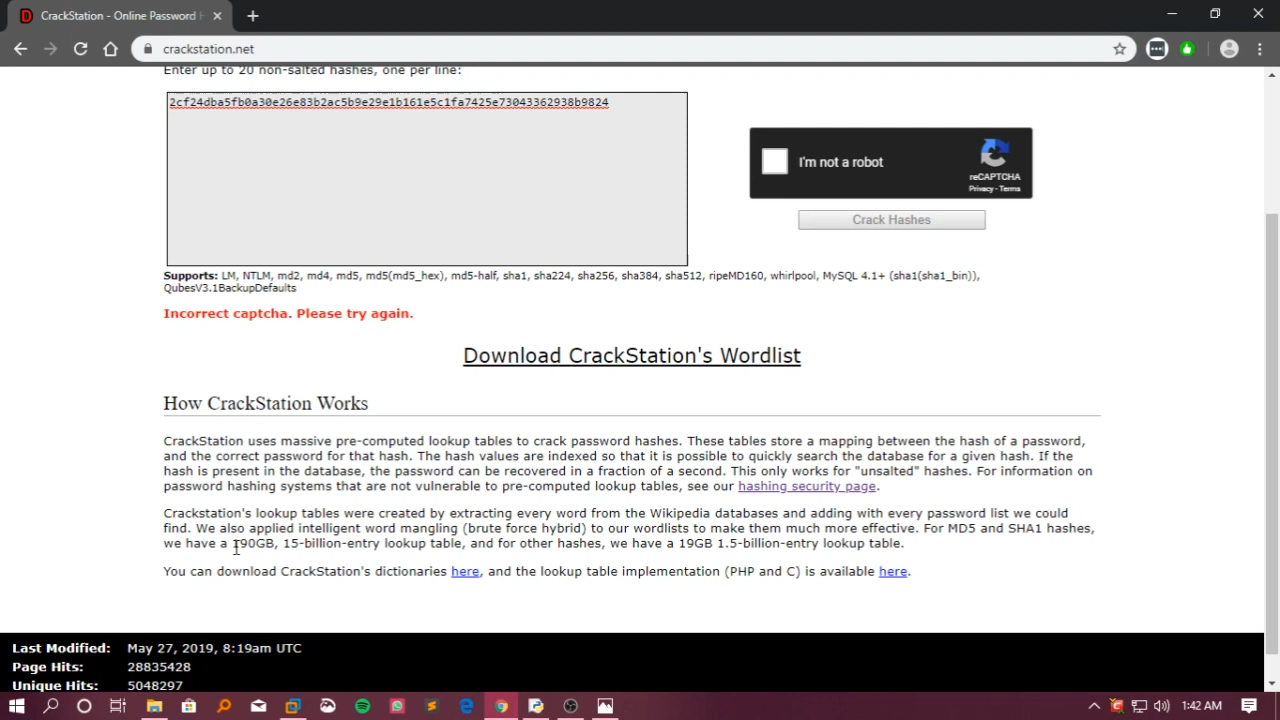 CrackStation - Online Password H
crackstation.net
Enter up to 20 non-salted hashes, one per line:
2cf24dba5fb0a30e26e83b2ac5b9e29e1b161e5c1fa7425e73043362938b9824
I'm not a robot
reCAPTCHA
Privacy - Terms
Crack Hashes
Supports: LM, NTLM, md2, md4, md5, md5(md5_hex), md5-half, sha1, sha224, sha256, sha384, sha512, ripeMD160, whirlpool, MySQL 4.1+ (sha1(sha1_bin)),
QubesV3.1BackupDefaults
Incorrect captcha. Please try again.
Download CrackStation's Wordlist
How CrackStation Works
CrackStation uses massive pre-computed lookup tables to crack password hashes. These tables store a mapping between the hash of a password,
and the correct password for that hash. The hash values are indexed so that it is possible to quickly search the database for a given hash. If the
hash is present in the database, the password can be recovered in a fraction of a second. This only works for "unsalted" hashes. For information on
password hashing systems that are not vulnerable to pre-computed lookup tables, see our hashing security page.
Crackstation's lookup tables were created by extracting every word from the Wikipedia databases and adding with every password list we could
find. We also applied intelligent word mangling (brute force hybrid) to our wordlists to make them much more effective. For MD5 and SHA1 hashes,
we have a 190GB, 15-billion-entry lookup table, and for other hashes, we have a 19GB 1.5-billion-entry lookup table.
You can download CrackStation's dictionaries here, and the lookup table implementation (PHP and C) is available here.
Last Modified: May 27, 2019, 8:19am UTC
Page Hits: 28835428
Unique Hits: 5048297
1:42 AM